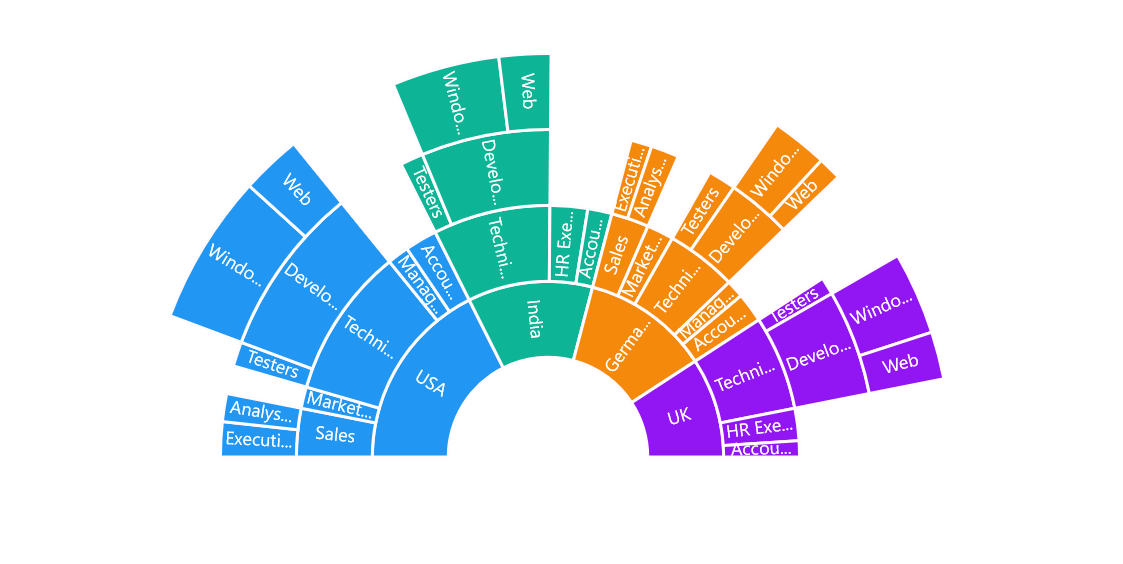 USA
Sales
Executi...
Analys...
Market...
Techni...
Testers
Develo...
Windo...
Web
Manag...
Accou...
India
Techni...
Testers
Develo...
Windo...
Web
HR Exe...
Accou...
Germa...
Sales
Executi...
Analys...
Market...
Techni...
Testers
Develo...
Windo...
Web
Manag...
Accou...
UK
Techni...
Testers
Develo...
Windo...
Web
HR Exe...
Accou...